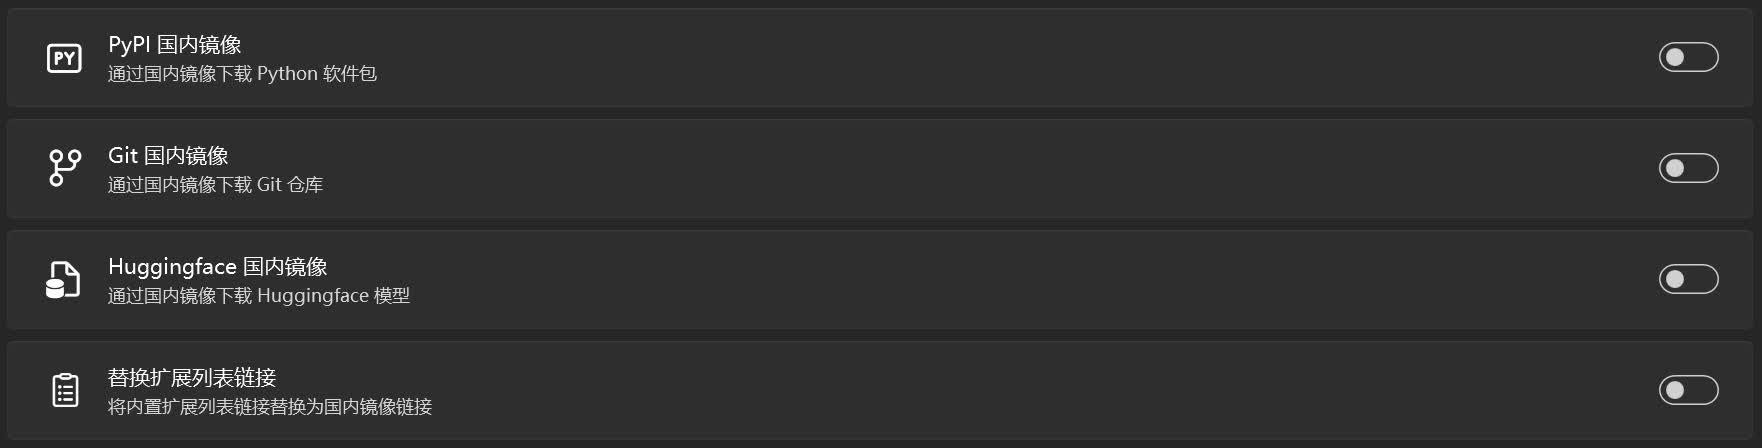 PY
PyPI 国内镜像
通过国内镜像下载 Python 软件包
Git 国内镜像
通过国内镜像下载 Git 仓库
Huggingface 国内镜像
通过国内镜像下载 Huggingface 模型
替换扩展列表链接
将内置扩展列表链接替换为国内镜像链接